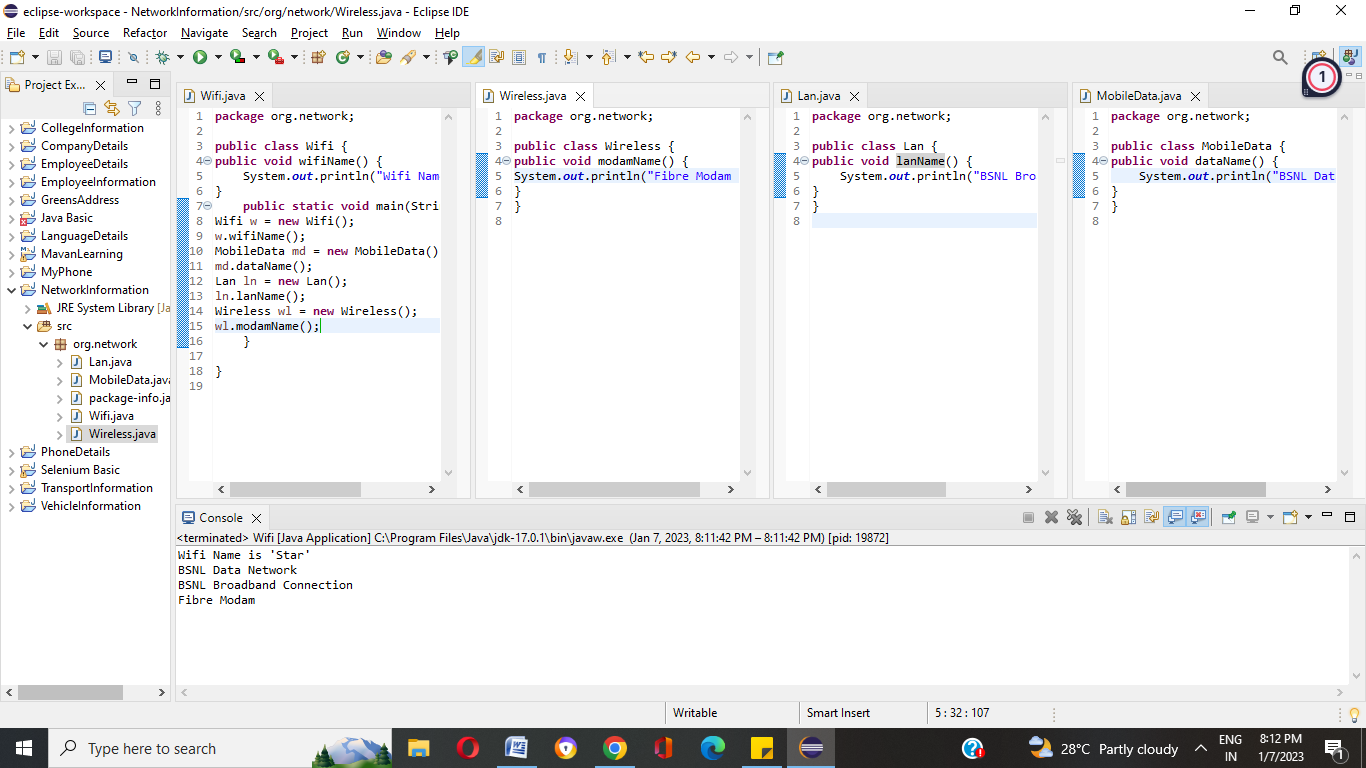 eclipse-workspace - NetworkInformation/src/org/network/Wireless.java - Eclipse IDE
File Edit Source Refactor Navigate Search Project Run Window Help
1
Project Ex...
CollegeInformation
CompanyDetails
EmployeeDetails
EmployeeInformation
GreensAddress
Java Basic
LanguageDetails
MavanLearning
MyPhone
NetworkInformation
JRE System Library [Ja
src
org.network
Lan.java
MobileData.java
package-info.ja
Wifi.java
Wireless.java
PhoneDetails
Selenium Basic
TransportInformation
VehicleInformation
Wifi.java
1 package org.network;
2
3 public class Wifi {
4 public void wifiName() {
5 System.out.println("Wifi Nam
6 }
7 public static void main(Stri
8 Wifi w = new Wifi();
9 w.wifiName();
10 MobileData md = new MobileData()
11 md.dataName();
12 Lan ln = new Lan();
13 ln.lanName();
14 Wireless wl = new Wireless();
15 wl.modamName();
16 }
17
18 }
19
Wireless.java
1 package org.network;
2
3 public class Wireless {
4 public void modamName() {
5 System.out.println("Fibre Modam
6 }
7 }
8
Lan.java
1 package org.network;
2
3 public class Lan {
4 public void lanName() {
5 System.out.println("BSNL Bro
6 }
7 }
8
MobileData.java
1 package org.network;
2
3 public class MobileData {
4 public void dataName() {
5 System.out.println("BSNL Dat
6 }
7 }
8
Console
<terminated> Wifi [Java Application] C:\Program Files\Java\jdk-17.0.1\bin\javaw.exe (Jan 7, 2023, 8:11:42 PM – 8:11:42 PM) [pid: 19872]
Wifi Name is 'Star'
BSNL Data Network
BSNL Broadband Connection
Fibre Modam
Writable Smart Insert 5 : 32 : 107
Type here to search
28°C Partly cloudy
ENG
IN
8:12 PM
1/7/2023
1